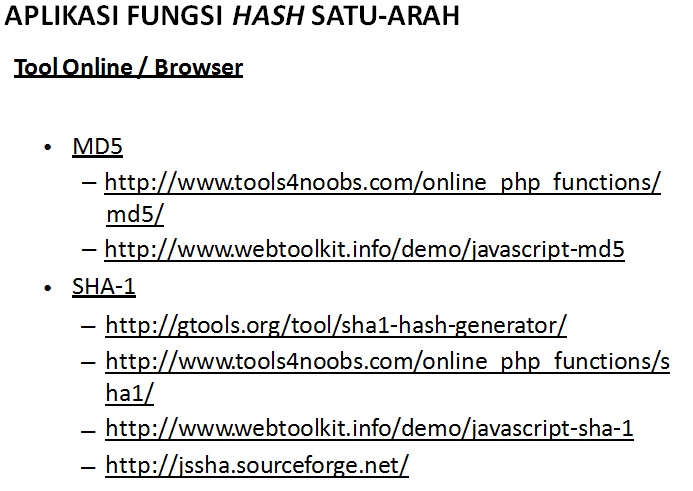 APLIKASI FUNGSI HASH SATU-ARAH
Tool Online / Browser
• MD5
– http://www.tools4noobs.com/online_php_functions/
md5/
– http://www.webtoolkit.info/demo/javascript-md5
• SHA-1
– http://gtools.org/tool/sha1-hash-generator/
– http://www.tools4noobs.com/online_php_functions/s
ha1/
– http://www.webtoolkit.info/demo/javascript-sha-1
– http://jssha.sourceforge.net/